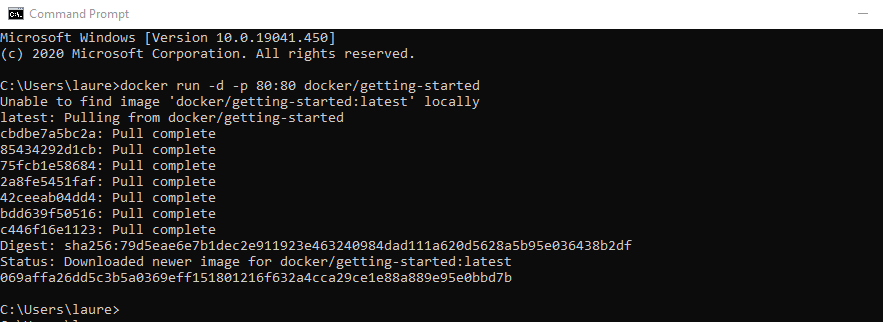 Command Prompt
Microsoft Windows [Version 10.0.19041.450]
(c) 2020 Microsoft Corporation. All rights reserved.
C:\Users\laure>docker run -d -p 80:80 docker/getting-started
Unable to find image 'docker/getting-started:latest' locally
latest: Pulling from docker/getting-started
cbdbe7a5bc2a: Pull complete
85434292d1cb: Pull complete
75fcb1e58684: Pull complete
2a8fe5451faf: Pull complete
42ceeab04dd4: Pull complete
bdd639f50516: Pull complete
c446f16e1123: Pull complete
Digest: sha256:79d5eae6e7b1dec2e911923e463240984dad111a620d5628a5b95e036438b2df
Status: Downloaded newer image for docker/getting-started:latest
069affa26dd5c3b5a0369eff151801216f632a4cca29ce1e88a889e95e0bbd7b
C:\Users\laure>